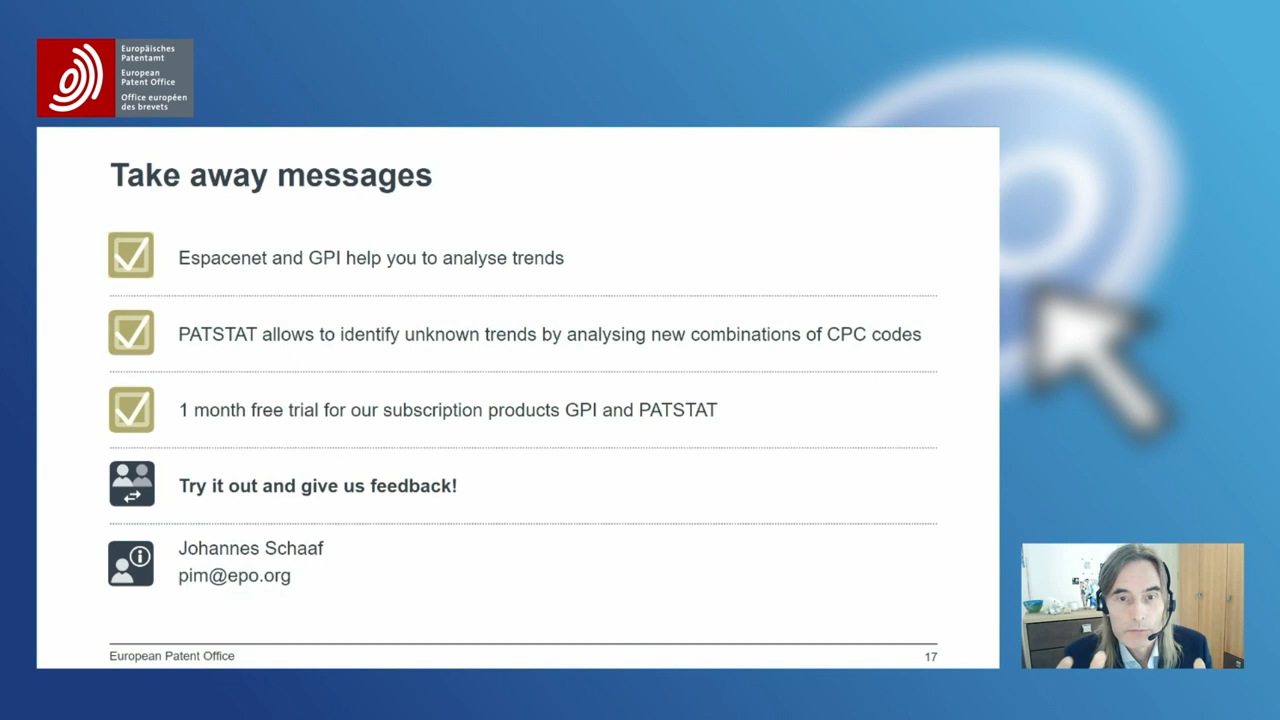 Europäisches
Patentamt
European
Patent Office
Office européen
des brevets
Take away messages
Espacenet and GPI help you to analyse trends
PATSTAT allows to identify unknown trends by analysing new combinations of CPC codes
1 month free trial for our subscription products GPI and PATSTAT
Try it out and give us feedback!
Johannes Schaaf
pim@epo.org
European Patent Office
17